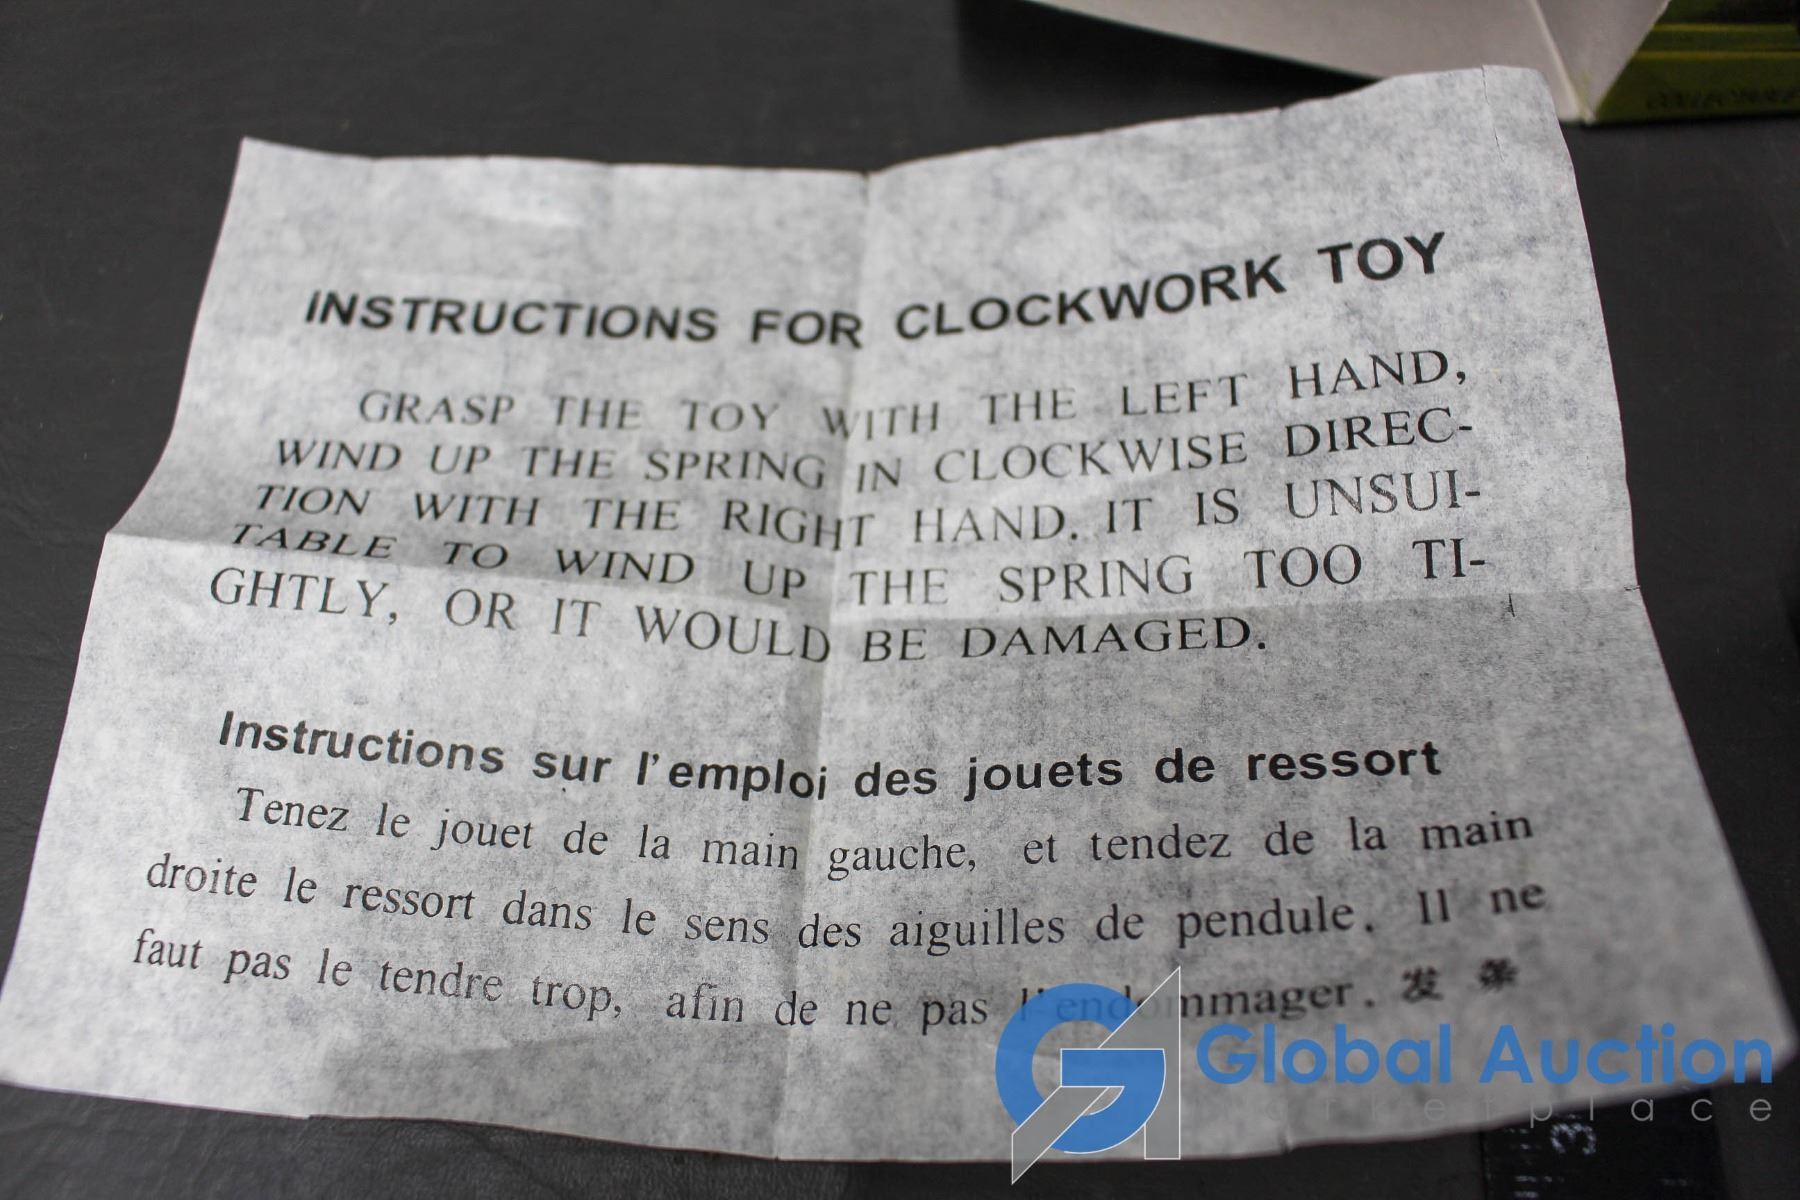 INSTRUCTIONS FOR CLOCKWORK TOY
GRASP THE TOY WITH THE LEFT HAND,
WIND UP THE SPRING IN CLOCKWISE DIREC-
TION WITH THE RIGHT HAND. IT IS UNSUI-
TABLE TO WIND UP THE SPRING TOO TI-
GHTLY, OR IT WOULD BE DAMAGED.
Instructions sur l'emploi des jouets de ressort
Tenez le jouet de la main gauche, et tendez de la main
droite le ressort dans le sens des aiguilles de pendule. Il ne
faut pas le tendre trop, afin de ne pas l'endommager. 发 条
Global Auction
Marketplace
3